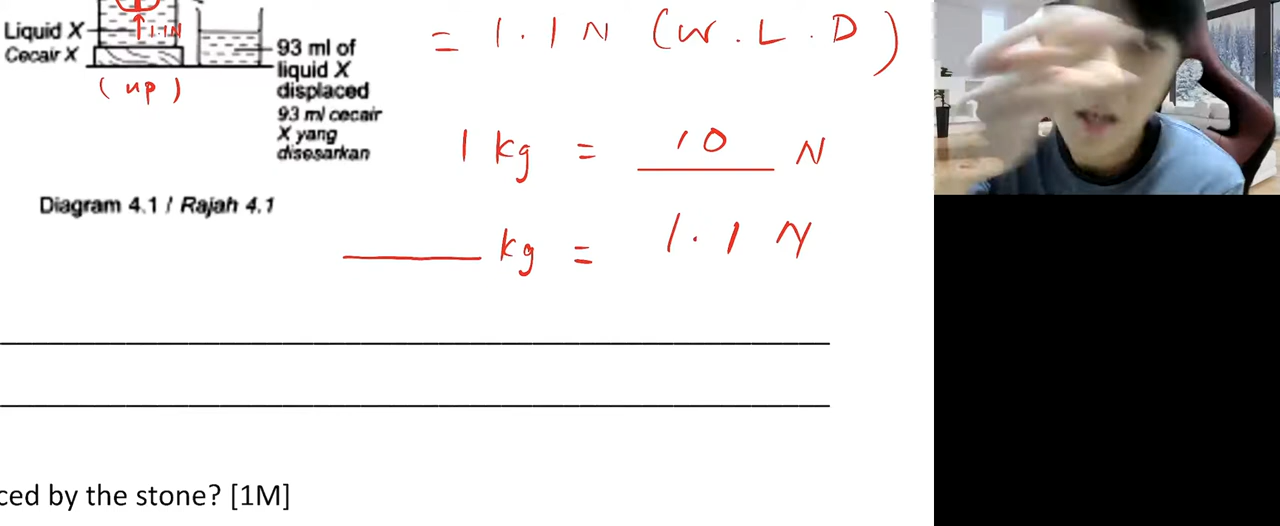 Liquid X
Cecair X
1.1N
(up)
93 ml of
liquid X
displaced
93 ml cecair
X yang
disesarkan
Diagram 4.1 / Rajah 4.1
= 1.1 N (W.L.D)
1 kg = 10 N
____ kg = 1.1 N
ced by the stone? [1M]